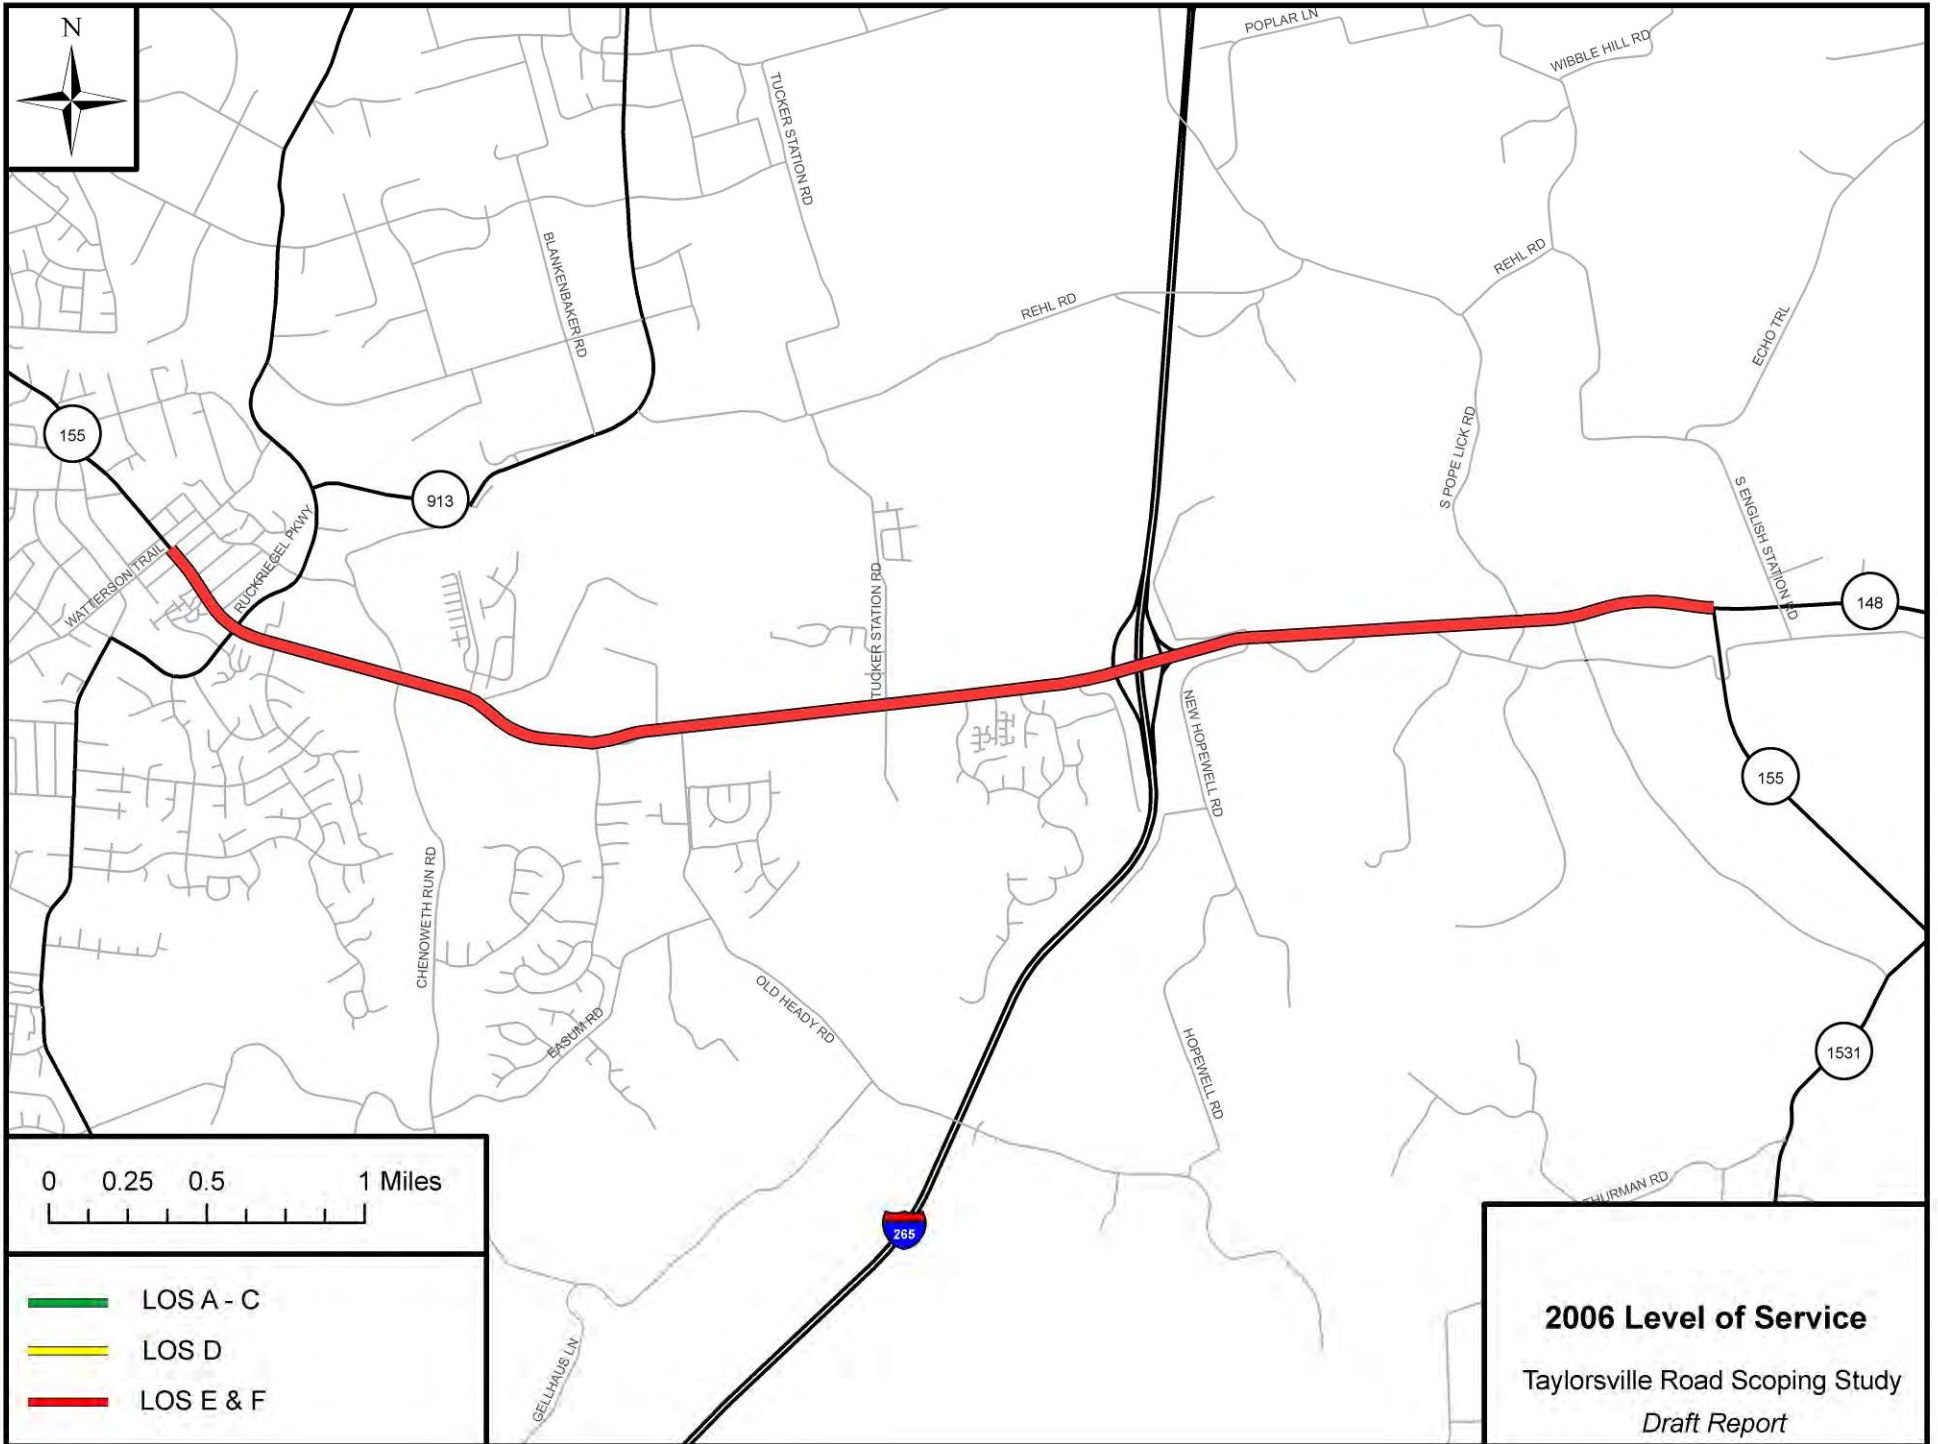 N
POPLAR LN
WIBBLE HILL RD
TUCKER STATION RD
BLANKENBAKER RD
REHL RD
REHL RD
ECHO TRL
155
S POPE LICK RD
913
S ENGLISH STATION RD
WATTERSON TRAIL
RUCKRIEGEL PKWY
TUCKER STATION RD
148
NEW HOPEWELL RD
155
CHENOWETH RUN RD
OLD HEADY RD
EASUM RD
HOPEWELL RD
1531
THURMAN RD
0 0.25 0.5 1 Miles
265
LOS A - C
LOS D
LOS E & F
GELLHAUS LN
2006 Level of Service
Taylorsville Road Scoping Study
Draft Report